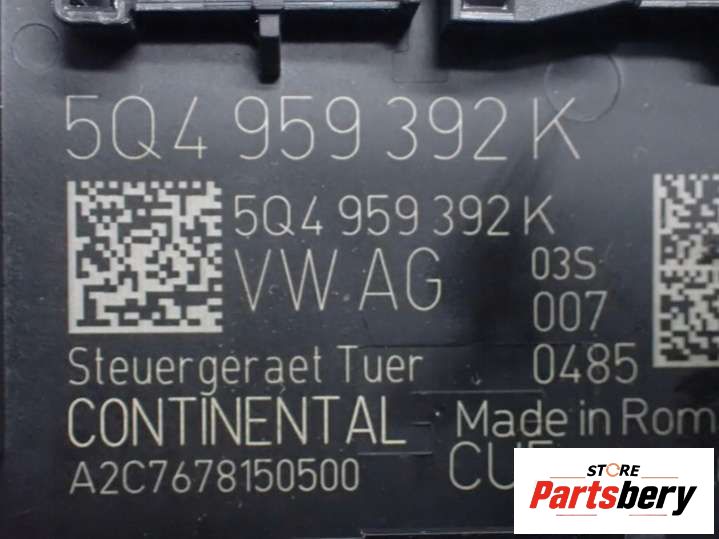 5Q4 959 392 K
5Q4 959 392 K
VW AG
03S
007
Steuergeraet Tuer
0485
CONTINENTAL
Made in Rom
A2C7678150500
STORE
Partsbery